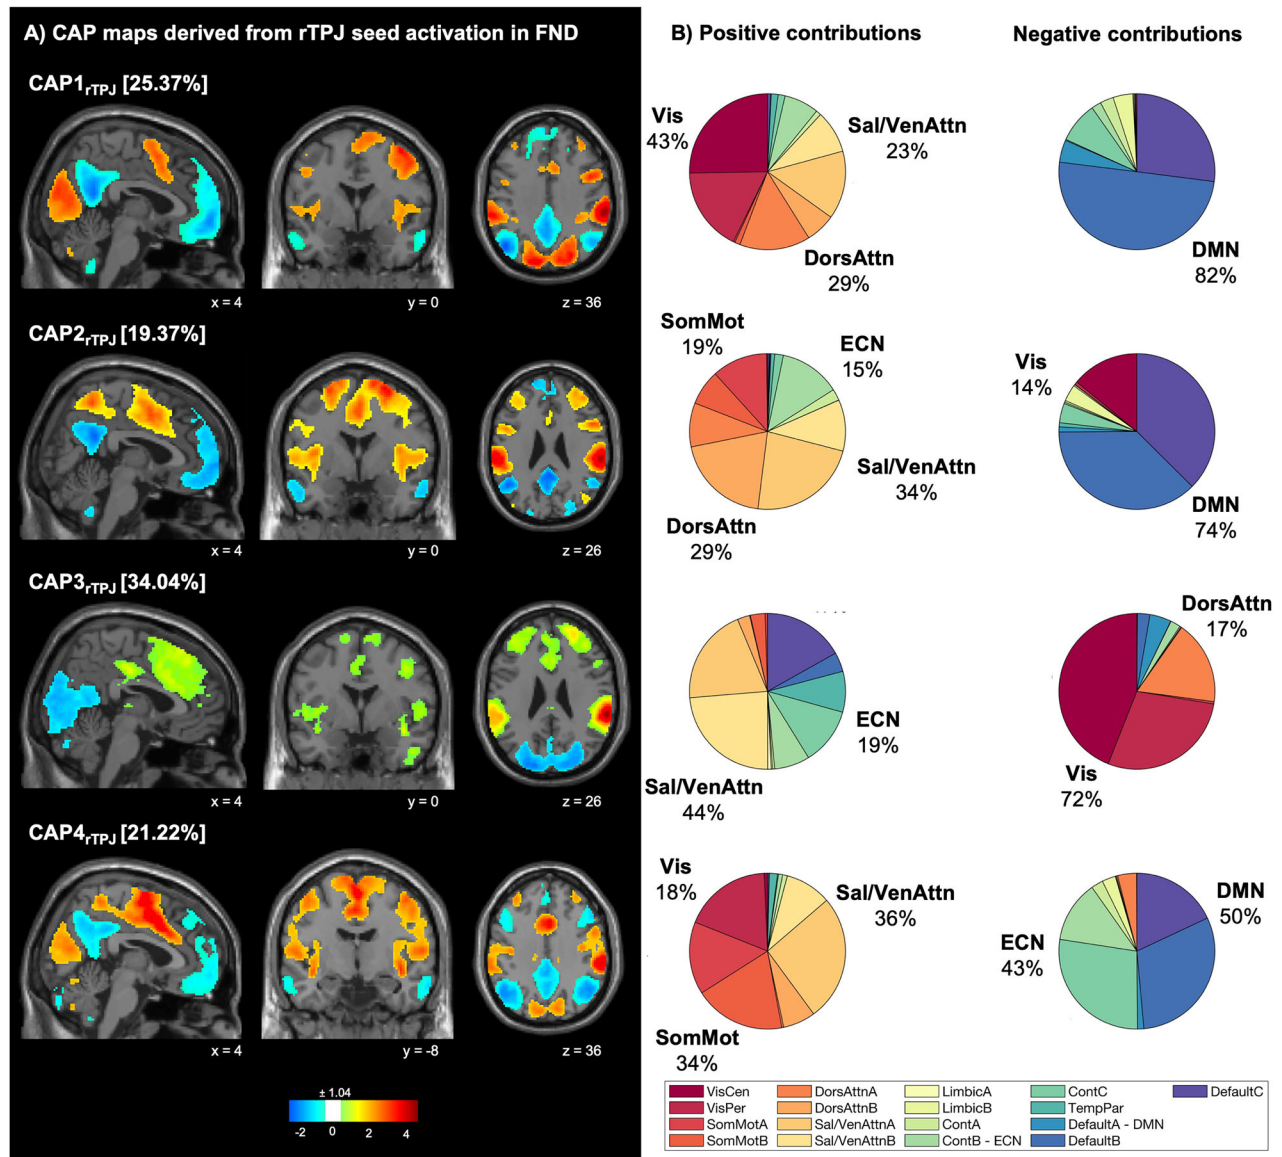 A) CAP maps derived from rTPJ seed activation in FND
B) Positive contributions
Negative contributions
CAP1rTPJ [25.37%]
x = 4
y = 0
z = 36
Vis
43%
Sal/VenAttn
23%
DorsAttn
29%
DMN
82%
CAP2rTPJ [19.37%]
x = 4
y = 0
z = 26
SomMot
19%
ECN
15%
Sal/VenAttn
34%
DorsAttn
29%
Vis
14%
DMN
74%
CAP3rTPJ [34.04%]
x = 4
y = 0
z = 26
ECN
19%
Sal/VenAttn
44%
DorsAttn
17%
Vis
72%
CAP4rTPJ [21.22%]
x = 4
y = -8
z = 36
Vis
18%
Sal/VenAttn
36%
SomMot
34%
DMN
50%
ECN
43%
± 1.04
-2 0 2 4
VisCen
VisPer
SomMotA
SomMotB
DorsAttnA
DorsAttnB
Sal/VenAttnA
Sal/VenAttnB
LimbicA
LimbicB
ContA
ContB - ECN
ContC
TempPar
DefaultA - DMN
DefaultB
DefaultC